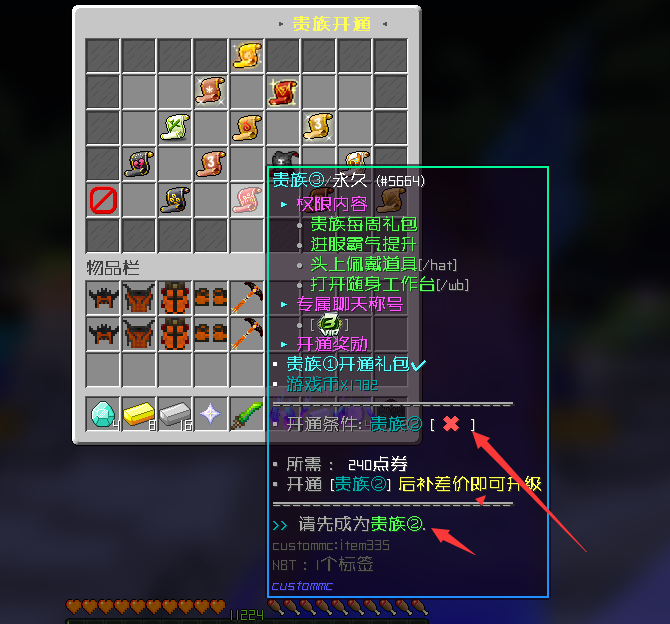 贵族开通
贵族③/永久 (#5664)
权限内容
贵族每周礼包
进服霸气提升
头上佩戴道具[/hat]
打开随身工作台[/wb]
专属聊天称号
[3 VIP]
开通奖励
贵族①开通礼包✔
游戏币X1782
开通条件: 贵族② [ ✖ ]
所需 : 240点券
开通 [贵族②] 后补差价即可升级
>> 请先成为贵族②.
custommc:item335
NBT : 1个标签
custommc
物品栏
4
8
16
11224